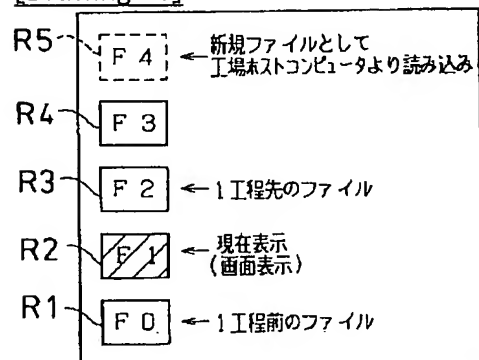 R5 F 4 ← 新規ファイルとして
工場ホストコンピュータより読み込み
R4 F 3
R3 F 2 ← 1工程先のファイル
R2 F 1 ← 現在表示
(画面表示)
R1 F 0 ← 1工程前のファイル